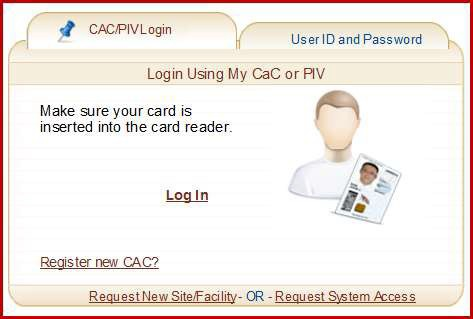 CAC/PIV Login
User ID and Password
Login Using My CaC or PIV
Make sure your card is
inserted into the card reader.
Log In
Register new CAC?
Request New Site/Facility - OR - Request System Access